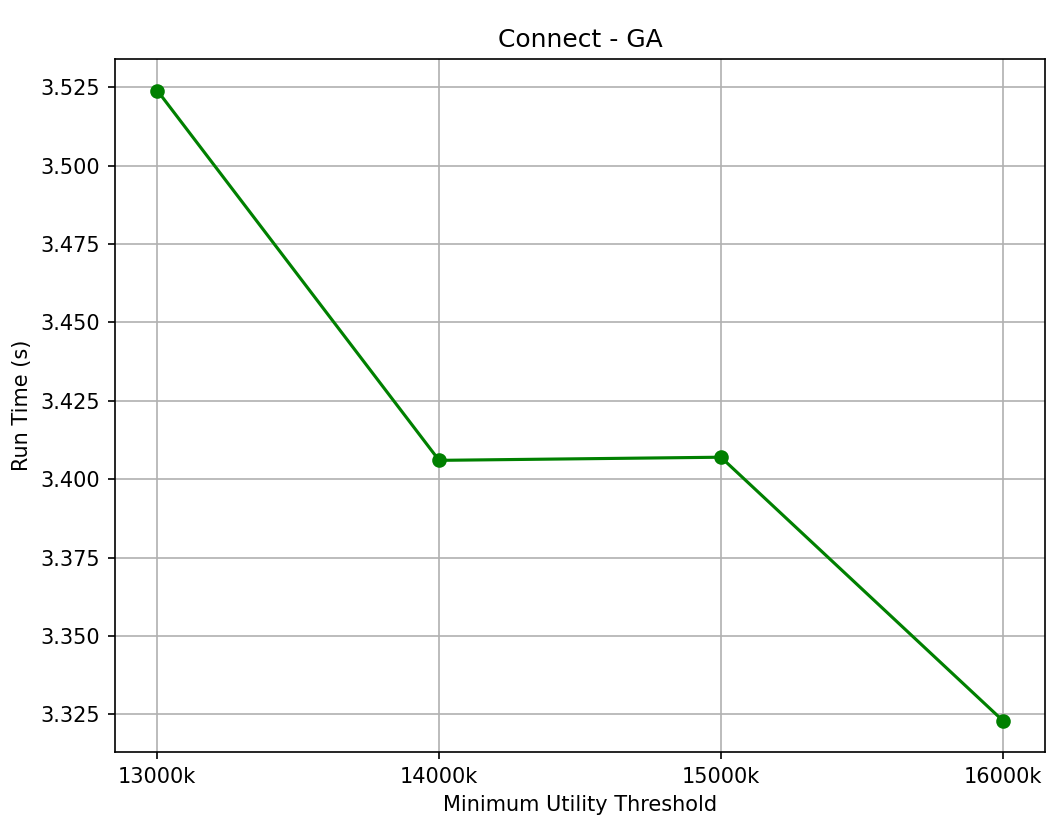 Connect - GA
3.525
3.500
3.475
3.450
3.425
3.400
3.375
3.350
3.325
Run Time (s)
13000k 14000k 15000k 16000k
Minimum Utility Threshold